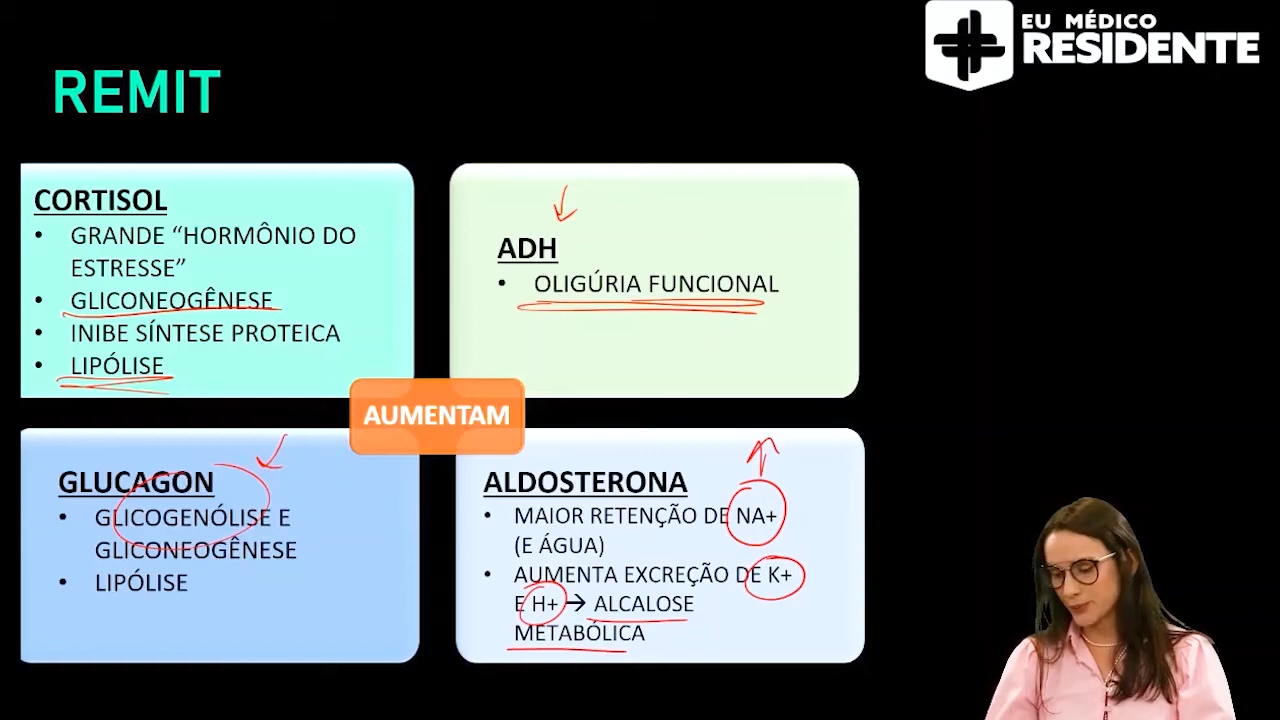 EU MÉDICO
RESIDENTE
REMIT
CORTISOL
• GRANDE “HORMÔNIO DO
ESTRESSE”
• GLICONEOGÊNESE
• INIBE SÍNTESE PROTEICA
• LIPÓLISE
ADH
• OLIGÚRIA FUNCIONAL
AUMENTAM
GLUCAGON
• GLICOGENÓLISE E
GLICONEOGÊNESE
• LIPÓLISE
ALDOSTERONA
• MAIOR RETENÇÃO DE NA+
(E ÁGUA)
• AUMENTA EXCREÇÃO DE K+
E H+ → ALCALOSE
METABÓLICA